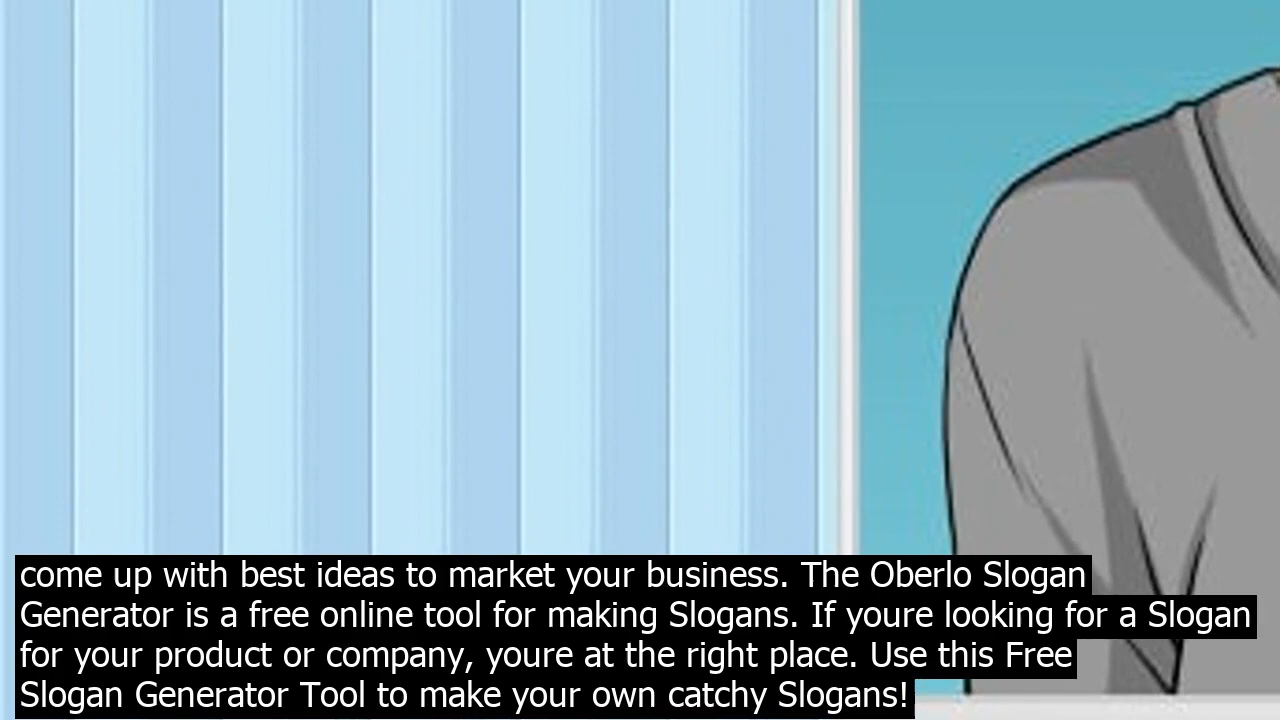 come up with best ideas to market your business. The Oberlo Slogan
Generator is a free online tool for making Slogans. If youre looking for a Slogan
for your product or company, youre at the right place. Use this Free
Slogan Generator Tool to make your own catchy Slogans!